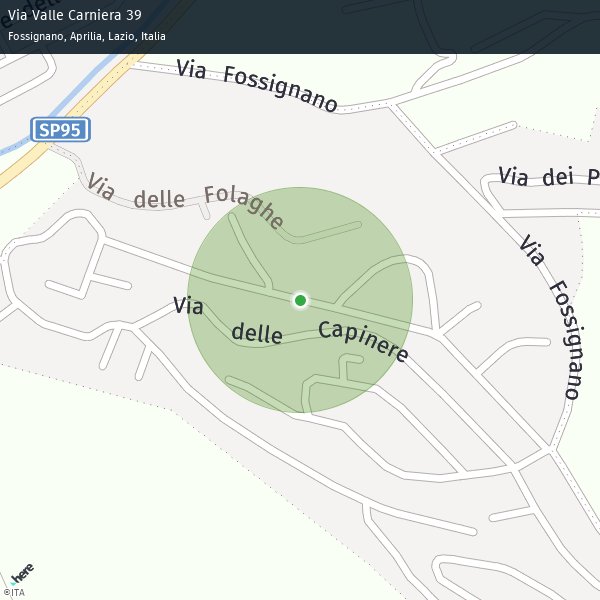 Via Valle Carniera 39
Fossignano, Aprilia, Lazio, Italia
Via Fossignano
SP95
Via delle Folaghe
Via dei P
Via Fossignano
Via delle Capinere
here
©ITA